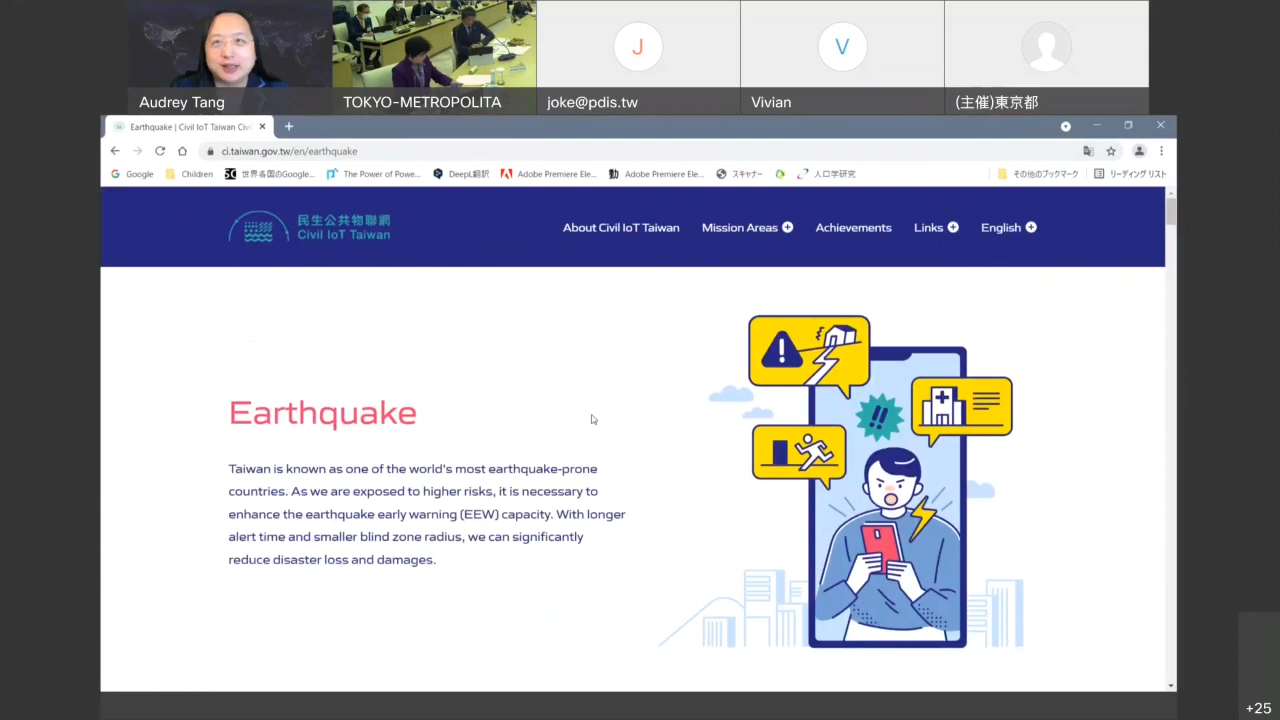 Audrey Tang
TOKYO-METROPOLITA
J
joke@pdis.tw
V
Vivian
(主催)東京都
Earthquake | Civil IoT Taiwan Civi
ci.taiwan.gov.tw/en/earthquake
Google
Children
世界各国のGoogle...
The Power of Powe...
DeepL翻訳
Adobe Premiere Ele...
Adobe Premiere Ele...
スキャナー
人口学研究
その他のブックマーク
リーディング リスト
民生公共物聯網
Civil IoT Taiwan
About Civil IoT Taiwan
Mission Areas
Achievements
Links
English
Earthquake
Taiwan is known as one of the world's most earthquake-prone
countries. As we are exposed to higher risks, it is necessary to
enhance the earthquake early warning (EEW) capacity. With longer
alert time and smaller blind zone radius, we can significantly
reduce disaster loss and damages.
!
!!
+25